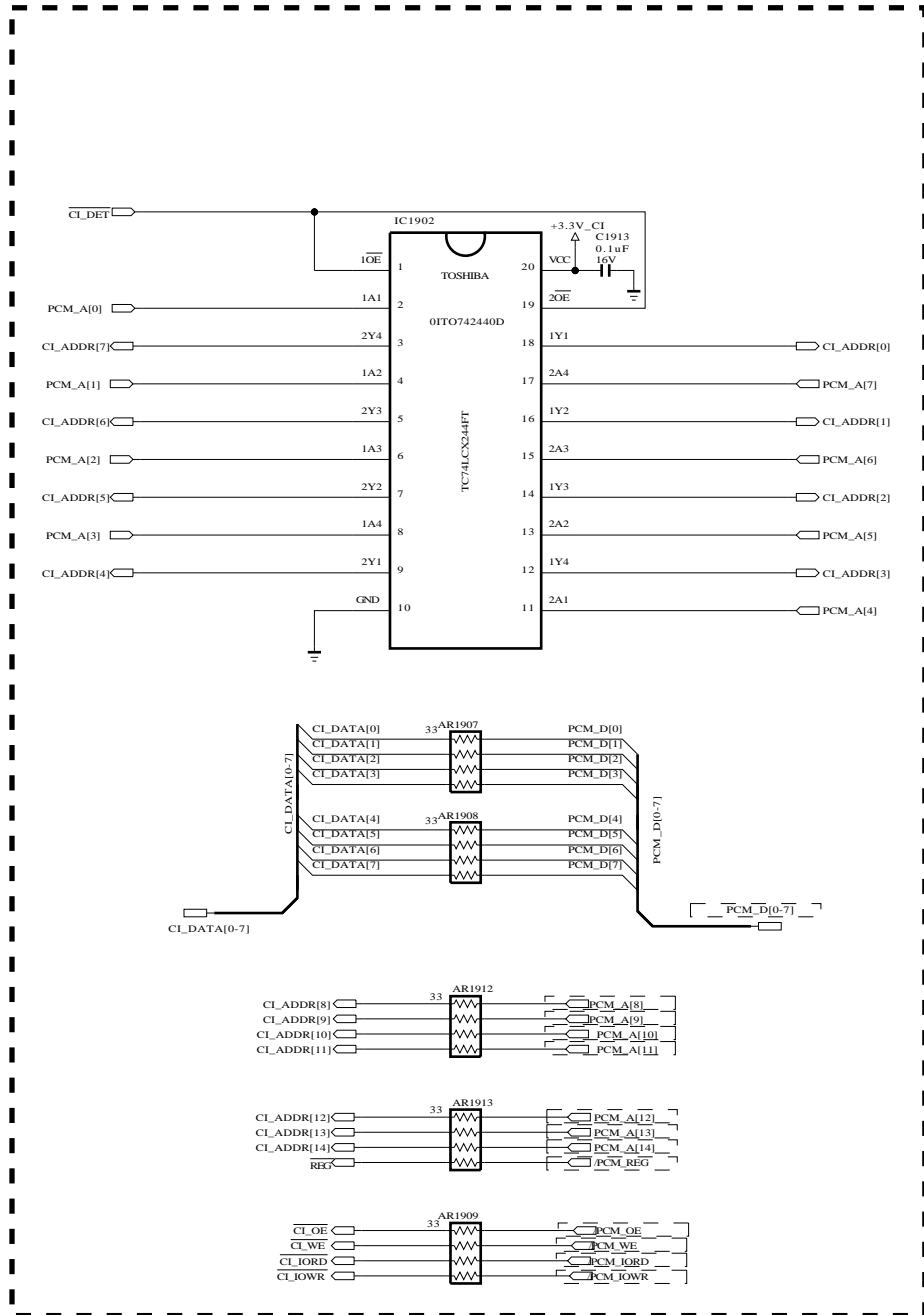 CI_DET
IC1902
+3.3V_CI
C1913
0.1uF
16V
1OE 1 TOSHIBA 20 VCC
PCM_A[0] 1A1 2 19 2OE
0ITO742440D
CI_ADDR[7] 2Y4 3 18 1Y1 CI_ADDR[0]
PCM_A[1] 1A2 4 17 2A4 PCM_A[7]
CI_ADDR[6] 2Y3 5 16 1Y2 CI_ADDR[1]
TC74LCX244FT
PCM_A[2] 1A3 6 15 2A3 PCM_A[6]
CI_ADDR[5] 2Y2 7 14 1Y3 CI_ADDR[2]
PCM_A[3] 1A4 8 13 2A2 PCM_A[5]
CI_ADDR[4] 2Y1 9 12 1Y4 CI_ADDR[3]
GND 10 11 2A1 PCM_A[4]
33 AR1907
CI_DATA[0] PCM_D[0]
CI_DATA[1] PCM_D[1]
CI_DATA[2] PCM_D[2]
CI_DATA[3] PCM_D[3]
CI_DATA[0-7]
PCM_D[0-7]
33 AR1908
CI_DATA[4] PCM_D[4]
CI_DATA[5] PCM_D[5]
CI_DATA[6] PCM_D[6]
CI_DATA[7] PCM_D[7]
PCM_D[0-7]
CI_DATA[0-7]
33 AR1912
CI_ADDR[8] PCM_A[8]
CI_ADDR[9] PCM_A[9]
CI_ADDR[10] PCM_A[10]
CI_ADDR[11] PCM_A[11]
33 AR1913
CI_ADDR[12] PCM_A[12]
CI_ADDR[13] PCM_A[13]
CI_ADDR[14] PCM_A[14]
REG /PCM_REG
33 AR1909
CI_OE /PCM_OE
CI_WE /PCM_WE
CI_IORD /PCM_IORD
CI_IOWR /PCM_IOWR